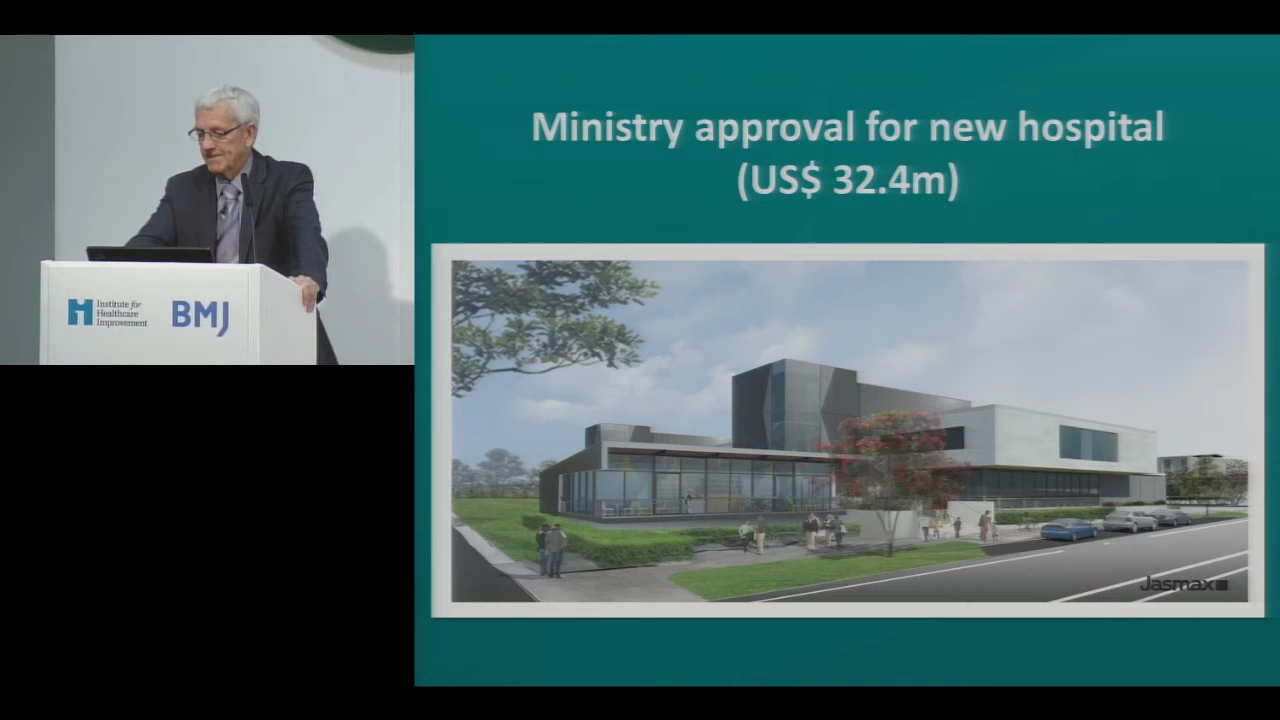 Ministry approval for new hospital
(US$ 32.4m)
Institute for
Healthcare
Improvement
BMJ
Jasmax